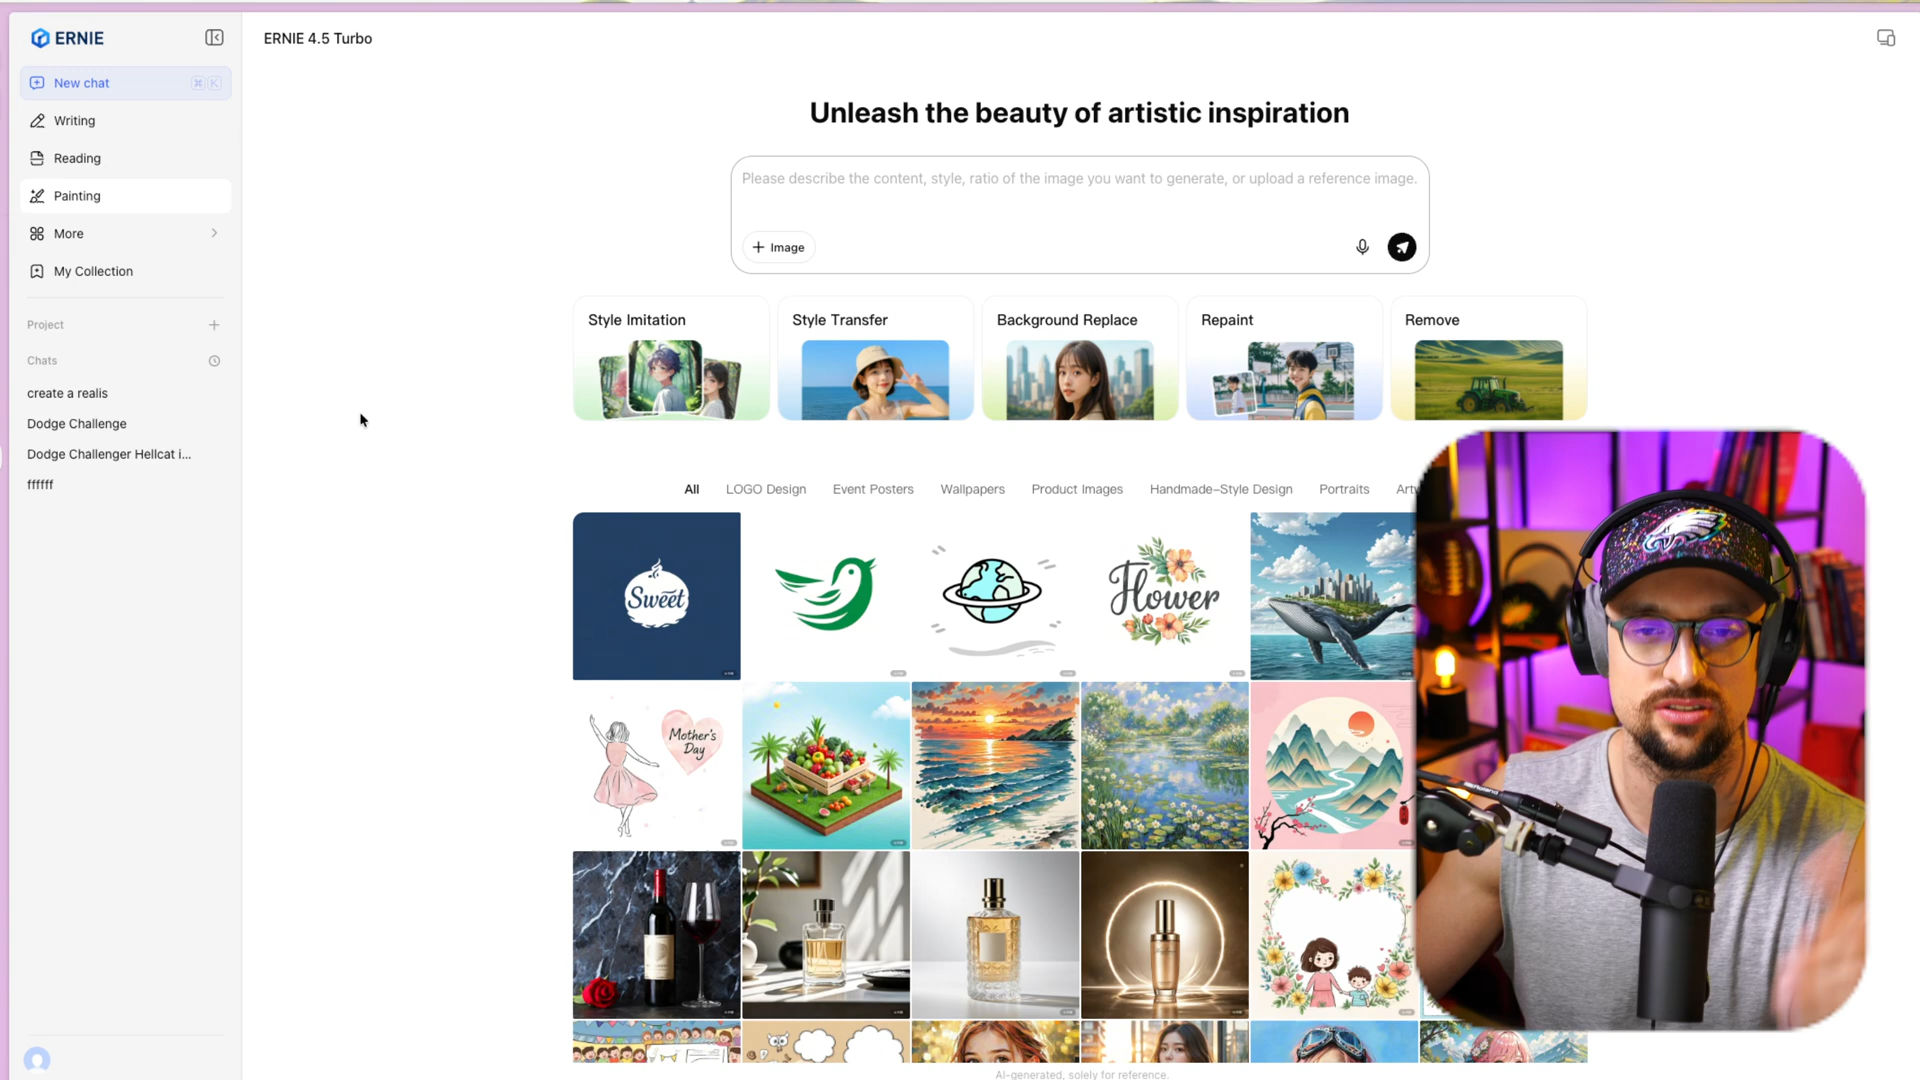 ERNIE
ERNIE 4.5 Turbo
New chat
⌘ K
Writing
Reading
Painting
More
My Collection
Project
Chats
create a realis
Dodge Challenge
Dodge Challenger Hellcat i...
ffffff
Unleash the beauty of artistic inspiration
Please describe the content, style, ratio of the image you want to generate, or upload a reference image.
Image
Style Imitation
Style Transfer
Background Replace
Repaint
Remove
All
LOGO Design
Event Posters
Wallpapers
Product Images
Handmade-Style Design
Portraits
Sweet
Flower
Mother's
Day
AI-generated, solely for reference.